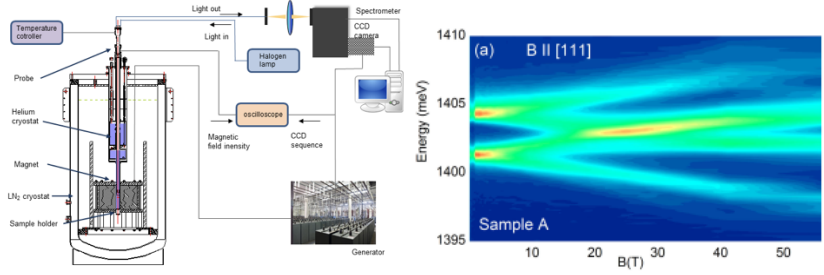 Light out
Spectrometer
Temperature
cotroller
Light in
CCD
camera
Probe
Halogen
lamp
Helium
cryostat
oscilloscope
Magnetic
field inensity
CCD
sequence
Magnet
LN2 cryostat
Sample holder
Generator
(a)
B II [111]
1410
1405
1400
1395
Energy (meV)
Sample A
10
20
30
40
50
B(T)